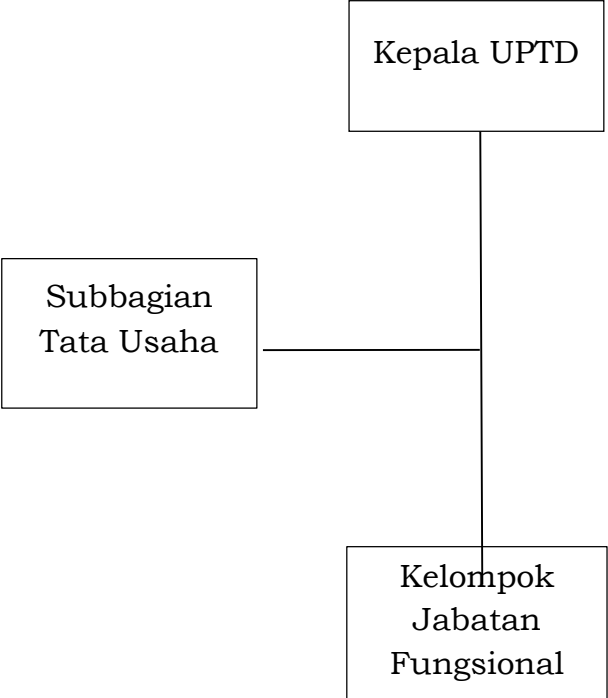 Kepala UPTD
Subbagian
Tata Usaha
Kelompok
Jabatan
Fungsional